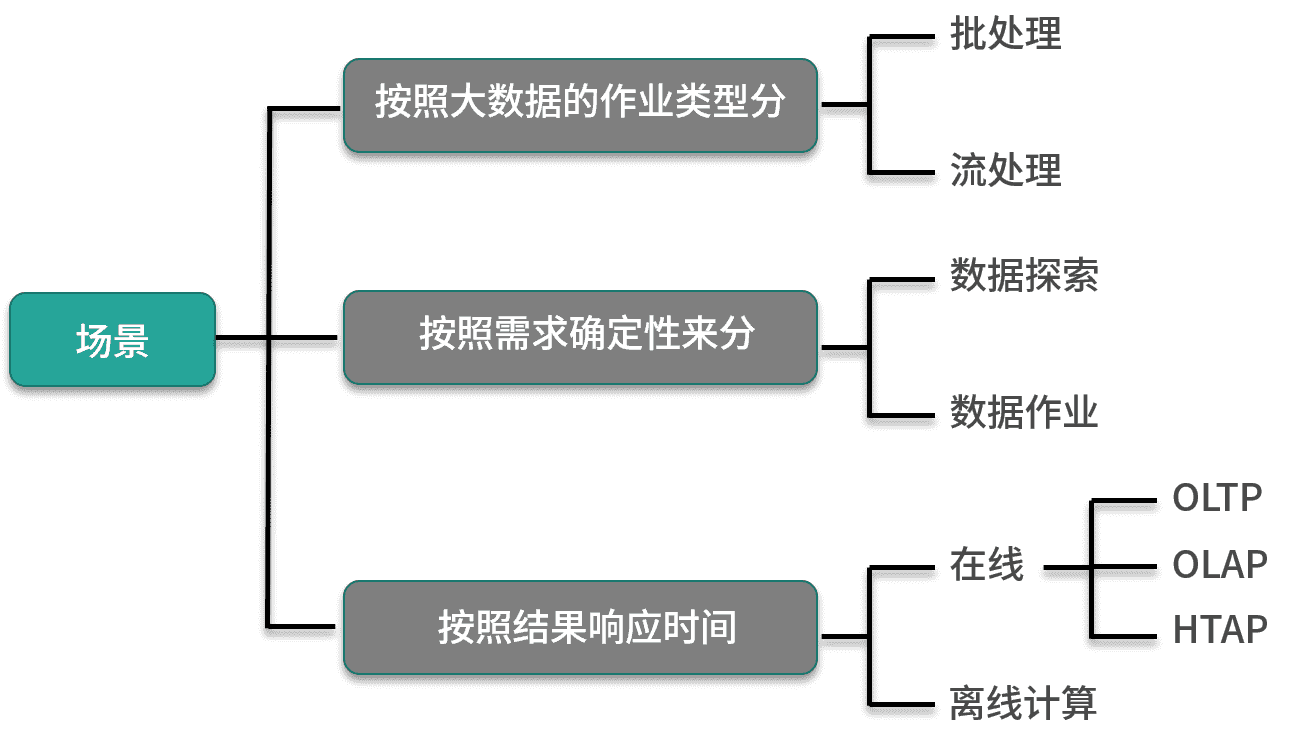 场景
按照大数据的作业类型分
批处理
流处理
按照需求确定性来分
数据探索
数据作业
按照结果响应时间
在线
OLTP
OLAP
HTAP
离线计算